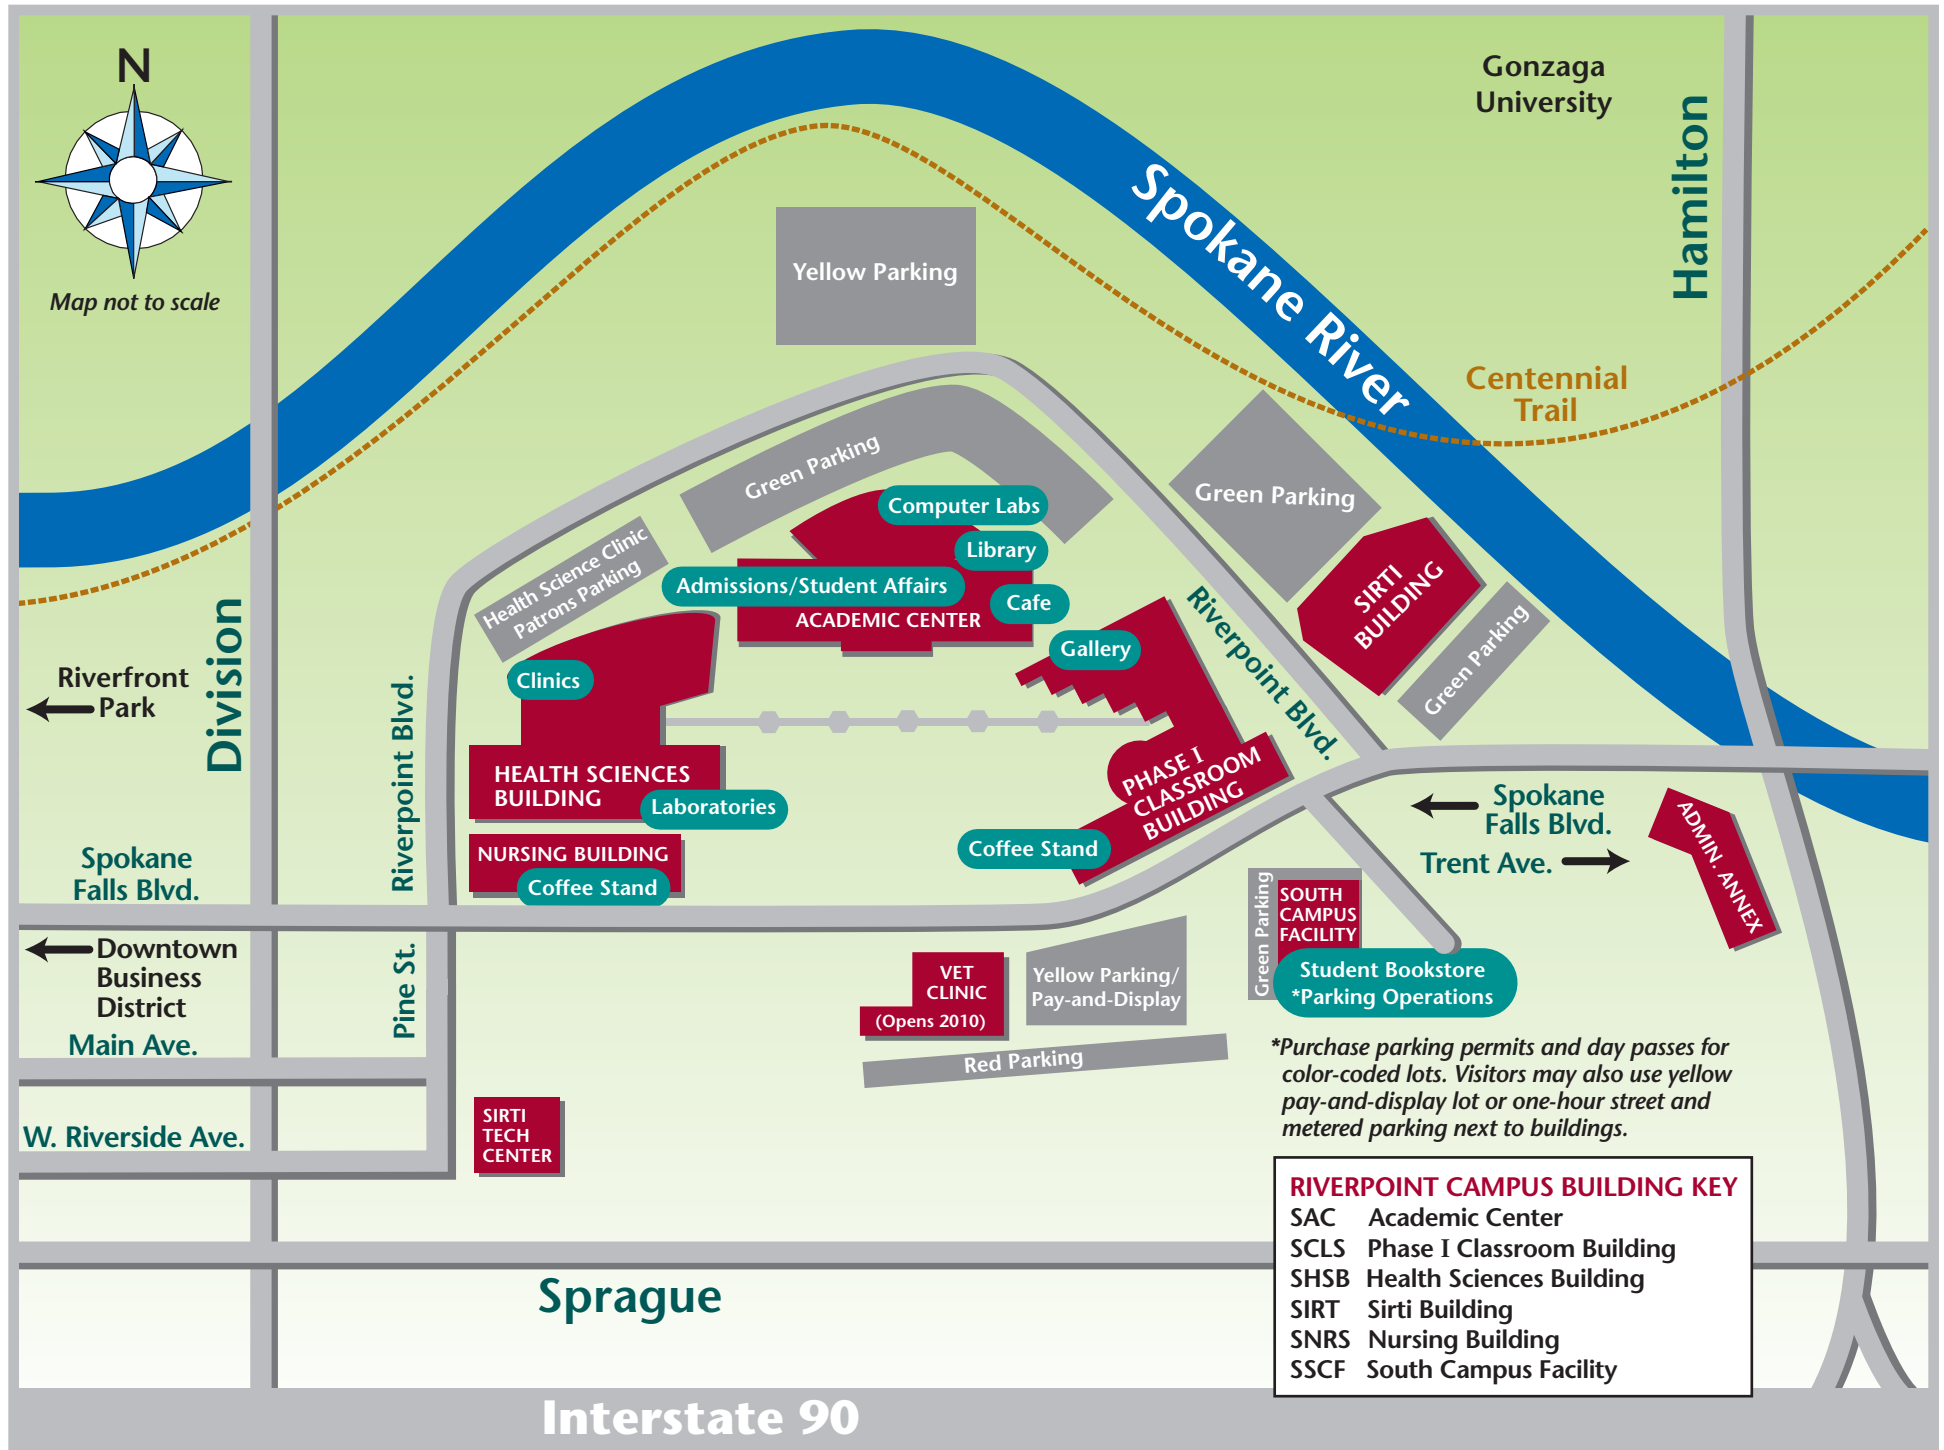 N
Map not to scale
Gonzaga
University
Hamilton
Spokane River
Centennial
Trail
Yellow Parking
Green Parking
Green Parking
Health Science Clinic
Patrons Parking
Computer Labs
Library
Admissions/Student Affairs
Cafe
ACADEMIC CENTER
SIRTI
BUILDING
Green Parking
Riverpoint Blvd.
Gallery
Clinics
Riverfront
Park
Division
Riverpoint Blvd.
HEALTH SCIENCES
BUILDING
Laboratories
PHASE I
CLASSROOM
BUILDING
Coffee Stand
NURSING BUILDING
Coffee Stand
Spokane
Falls Blvd.
Trent Ave.
ADMIN. ANNEX
Spokane
Falls Blvd.
Downtown
Business
District
Pine St.
Main Ave.
W. Riverside Ave.
VET
CLINIC
(Opens 2010)
Yellow Parking/
Pay-and-Display
Red Parking
Green Parking
SOUTH
CAMPUS
FACILITY
Student Bookstore
*Parking Operations
*Purchase parking permits and day passes for
color-coded lots. Visitors may also use yellow
pay-and-display lot or one-hour street and
metered parking next to buildings.
SIRTI
TECH
CENTER
RIVERPOINT CAMPUS BUILDING KEY
SAC Academic Center
SCLS Phase I Classroom Building
SHSB Health Sciences Building
SIRT Sirti Building
SNRS Nursing Building
SSCF South Campus Facility
Sprague
Interstate 90